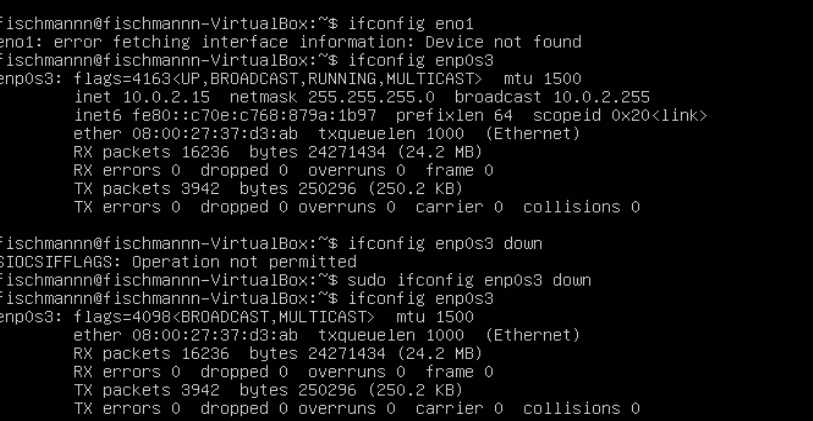 fischmannn@fischmannn-VirtualBox:~$ ifconfig eno1
eno1: error fetching interface information: Device not found
fischmannn@fischmannn-VirtualBox:~$ ifconfig enp0s3
enp0s3: flags=4163<UP,BROADCAST,RUNNING,MULTICAST>  mtu 1500
        inet 10.0.2.15  netmask 255.255.255.0  broadcast 10.0.2.255
        inet6 fe80::c70e:c768:879a:1b97  prefixlen 64  scopeid 0x20<link>
        ether 08:00:27:37:d3:ab  txqueuelen 1000  (Ethernet)
        RX packets 16236  bytes 24271434 (24.2 MB)
        RX errors 0  dropped 0  overruns 0  frame 0
        TX packets 3942  bytes 250296 (250.2 KB)
        TX errors 0  dropped 0 overruns 0  carrier 0  collisions 0

fischmannn@fischmannn-VirtualBox:~$ ifconfig enp0s3 down
SIOCSIFFLAGS: Operation not permitted
fischmannn@fischmannn-VirtualBox:~$ sudo ifconfig enp0s3 down
fischmannn@fischmannn-VirtualBox:~$ ifconfig enp0s3
enp0s3: flags=4098<BROADCAST,MULTICAST>  mtu 1500
        ether 08:00:27:37:d3:ab  txqueuelen 1000  (Ethernet)
        RX packets 16236  bytes 24271434 (24.2 MB)
        RX errors 0  dropped 0  overruns 0  frame 0
        TX packets 3942  bytes 250296 (250.2 KB)
        TX errors 0  dropped 0 overruns 0  carrier 0  collisions 0